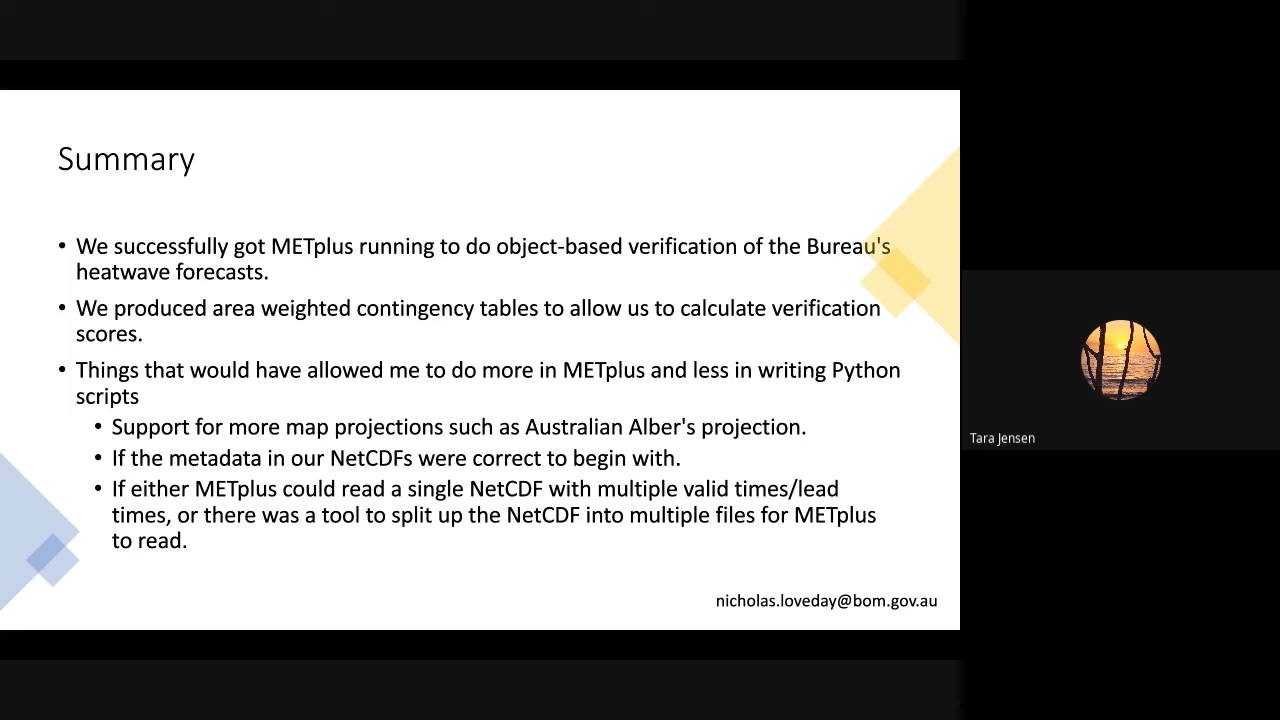 Summary
• We successfully got METplus running to do object-based verification of the Bureau's
heatwave forecasts.
• We produced area weighted contingency tables to allow us to calculate verification
scores.
• Things that would have allowed me to do more in METplus and less in writing Python
scripts
• Support for more map projections such as Australian Alber's projection.
• If the metadata in our NetCDFs were correct to begin with.
• If either METplus could read a single NetCDF with multiple valid times/lead
times, or there was a tool to split up the NetCDF into multiple files for METplus
to read.
nicholas.loveday@bom.gov.au
Tara Jensen